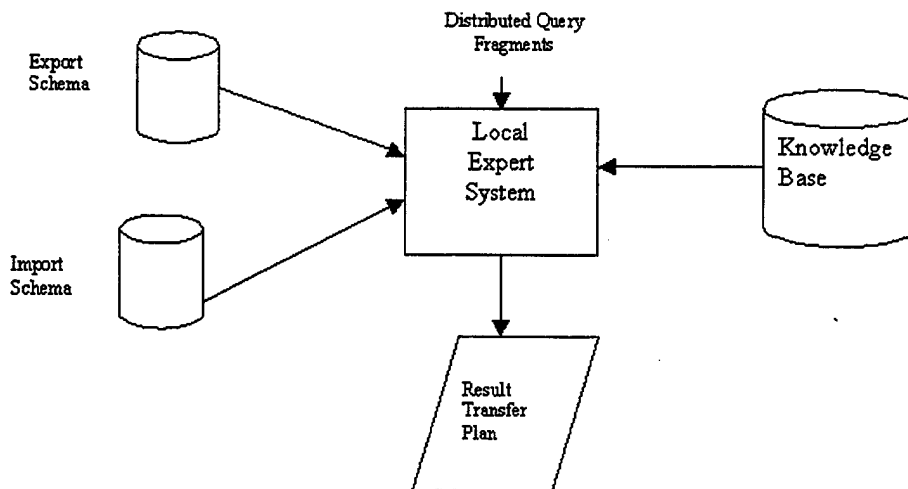 Distributed Query
Fragments
Export
Schema
Local
Expert
System
Knowledge
Base
Import
Schema
Result
Transfer
Plan